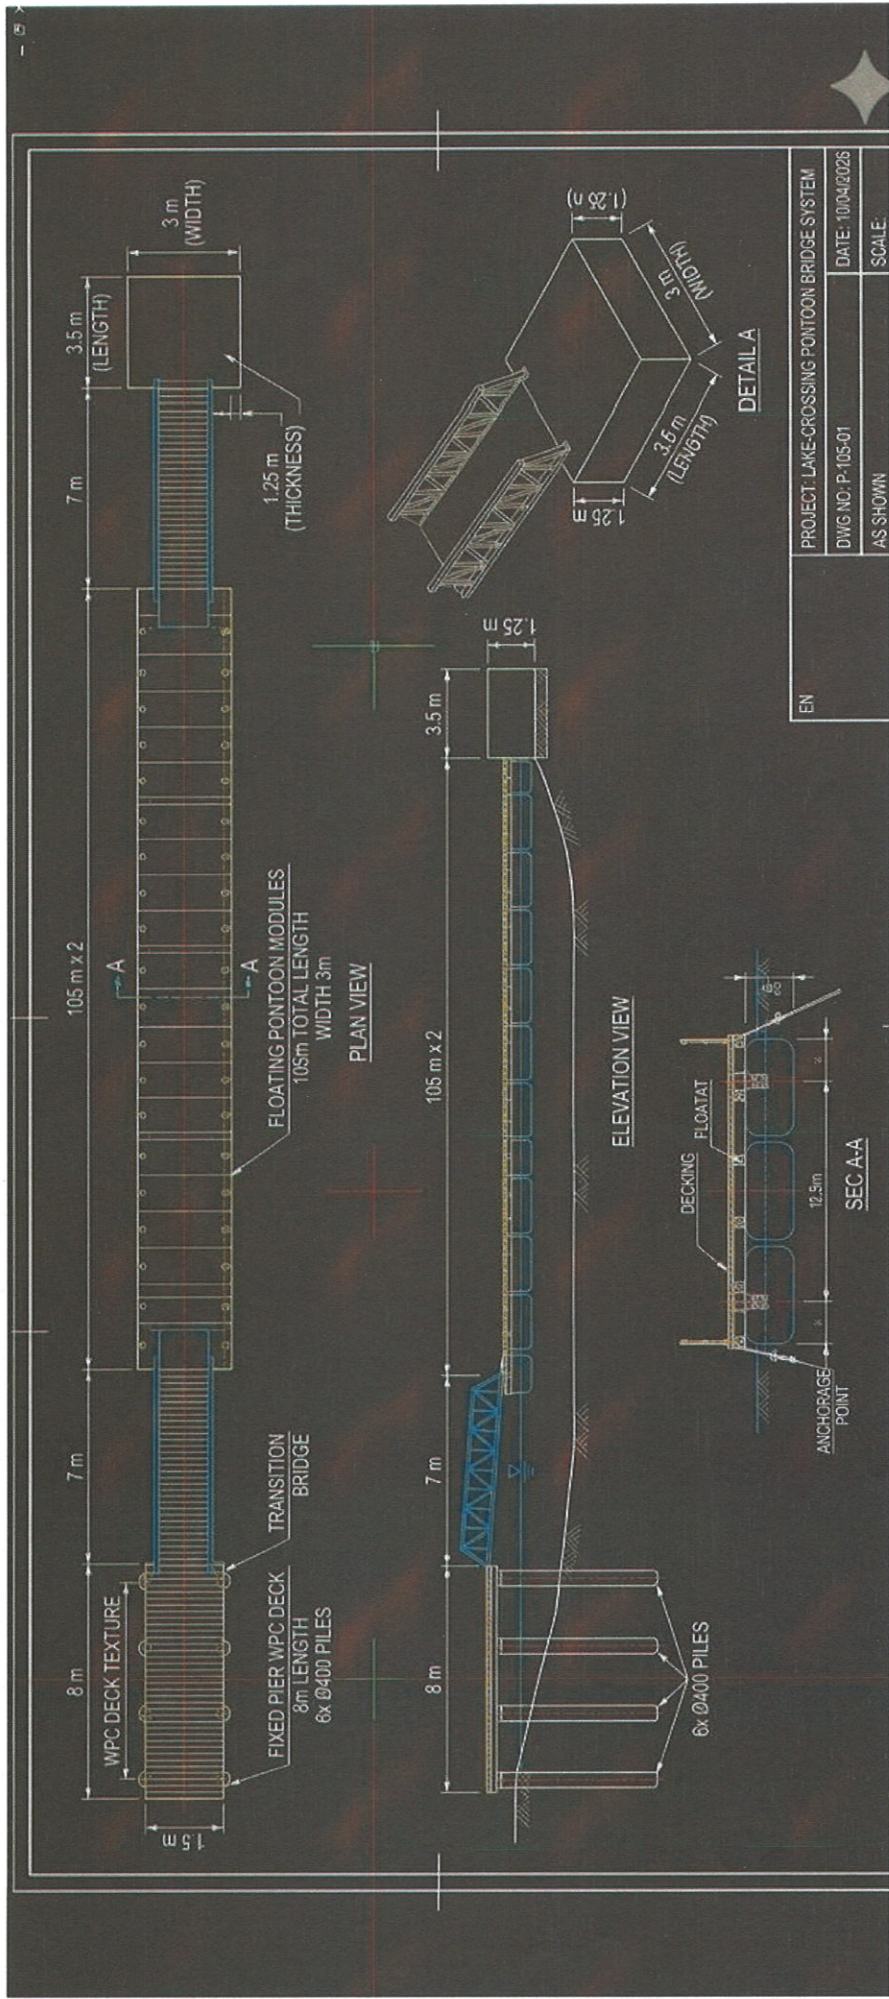 8 m
7 m
105 m x 2
7 m
3.5 m
(LENGTH)
3 m
(WIDTH)
WPC DECK TEXTURE
A
A
1.5 m
1.25 m
(THICKNESS)
FIXED PIER WPC DECK
8m LENGTH
6x Ø400 PILES
TRANSITION
BRIDGE
FLOATING PONTOON MODULES
105m TOTAL LENGTH
WIDTH 3m
PLAN VIEW
8 m
7 m
105 m x 2
3.5 m
1.25 m
6x Ø400 PILES
ELEVATION VIEW
1.25 m
3.6 m
(LENGTH)
3 m
(WIDTH)
DETAIL A
DECKING
PLOATAT
12.9m
ANCHORAGE
POINT
SEC A-A
EN
PROJECT: LAKE-CROSSING PONTOON BRIDGE SYSTEM
DWG NO: P-105-01
DATE: 10/04/2026
AS SHOWN
SCALE: